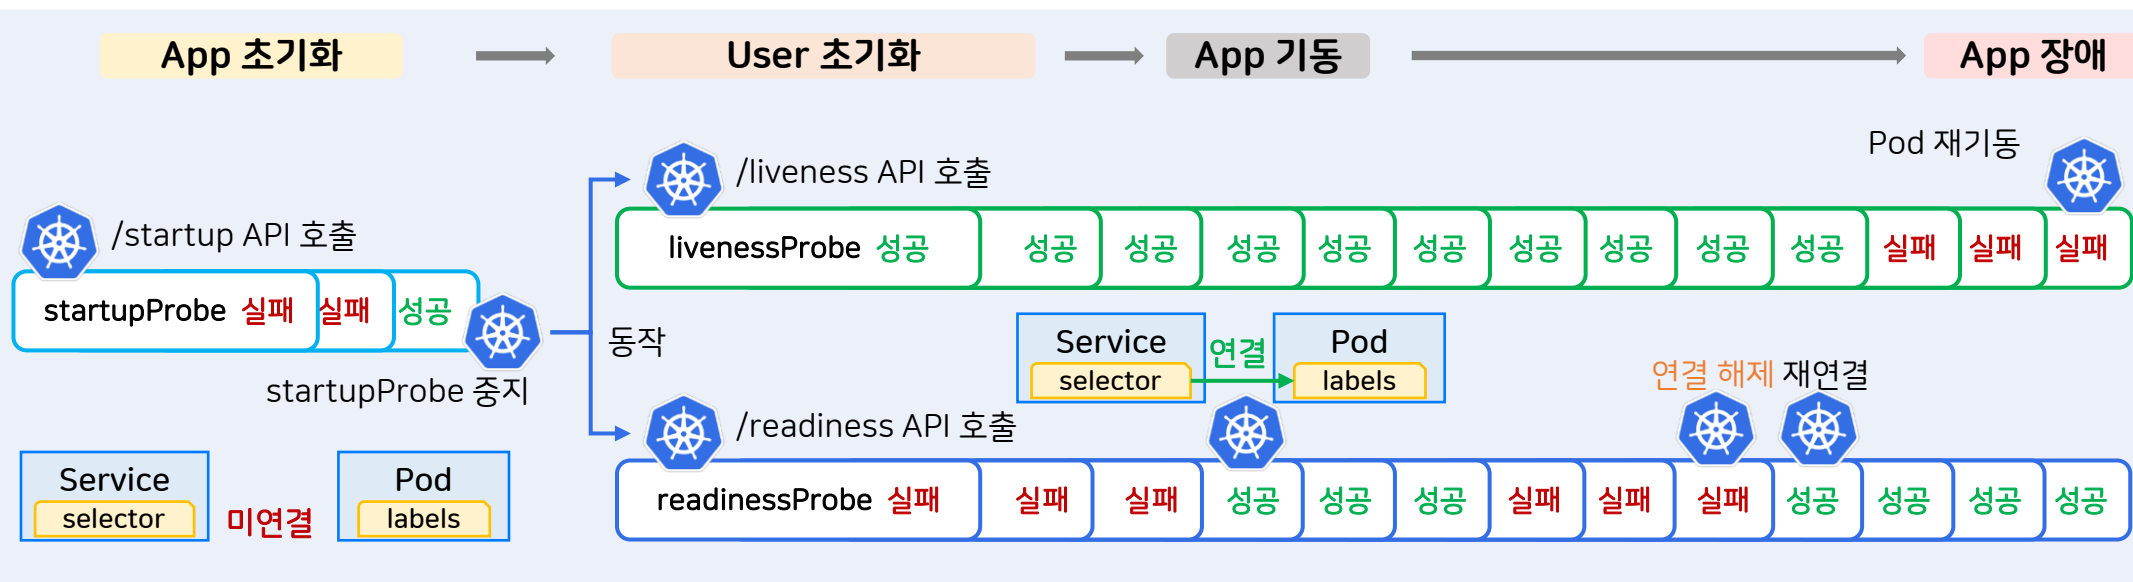 App 초기화
User 초기화
App 기동
App 장애
Pod 재기동
/liveness API 호출
livenessProbe 성공 성공 성공 성공 성공 성공 성공 성공 성공 성공 실패 실패 실패
/startup API 호출
startupProbe 실패 실패 성공
startupProbe 중지
동작
Service
selector
연결
Pod
labels
연결 해제 재연결
/readiness API 호출
readinessProbe 실패 실패 실패 성공 성공 성공 실패 실패 실패 성공 성공 성공 성공
Service
selector
미연결
Pod
labels